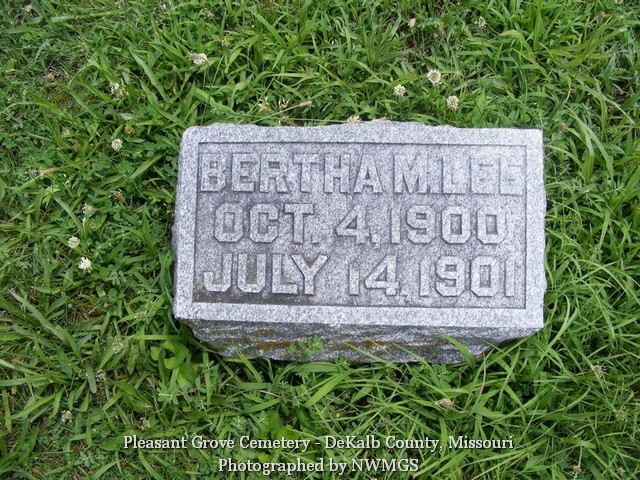 BERTHA M. LEE
OCT. 4, 1900
JULY 14, 1901
Pleasant Grove Cemetery - DeKalb County, Missouri
Photographed by NWMGS